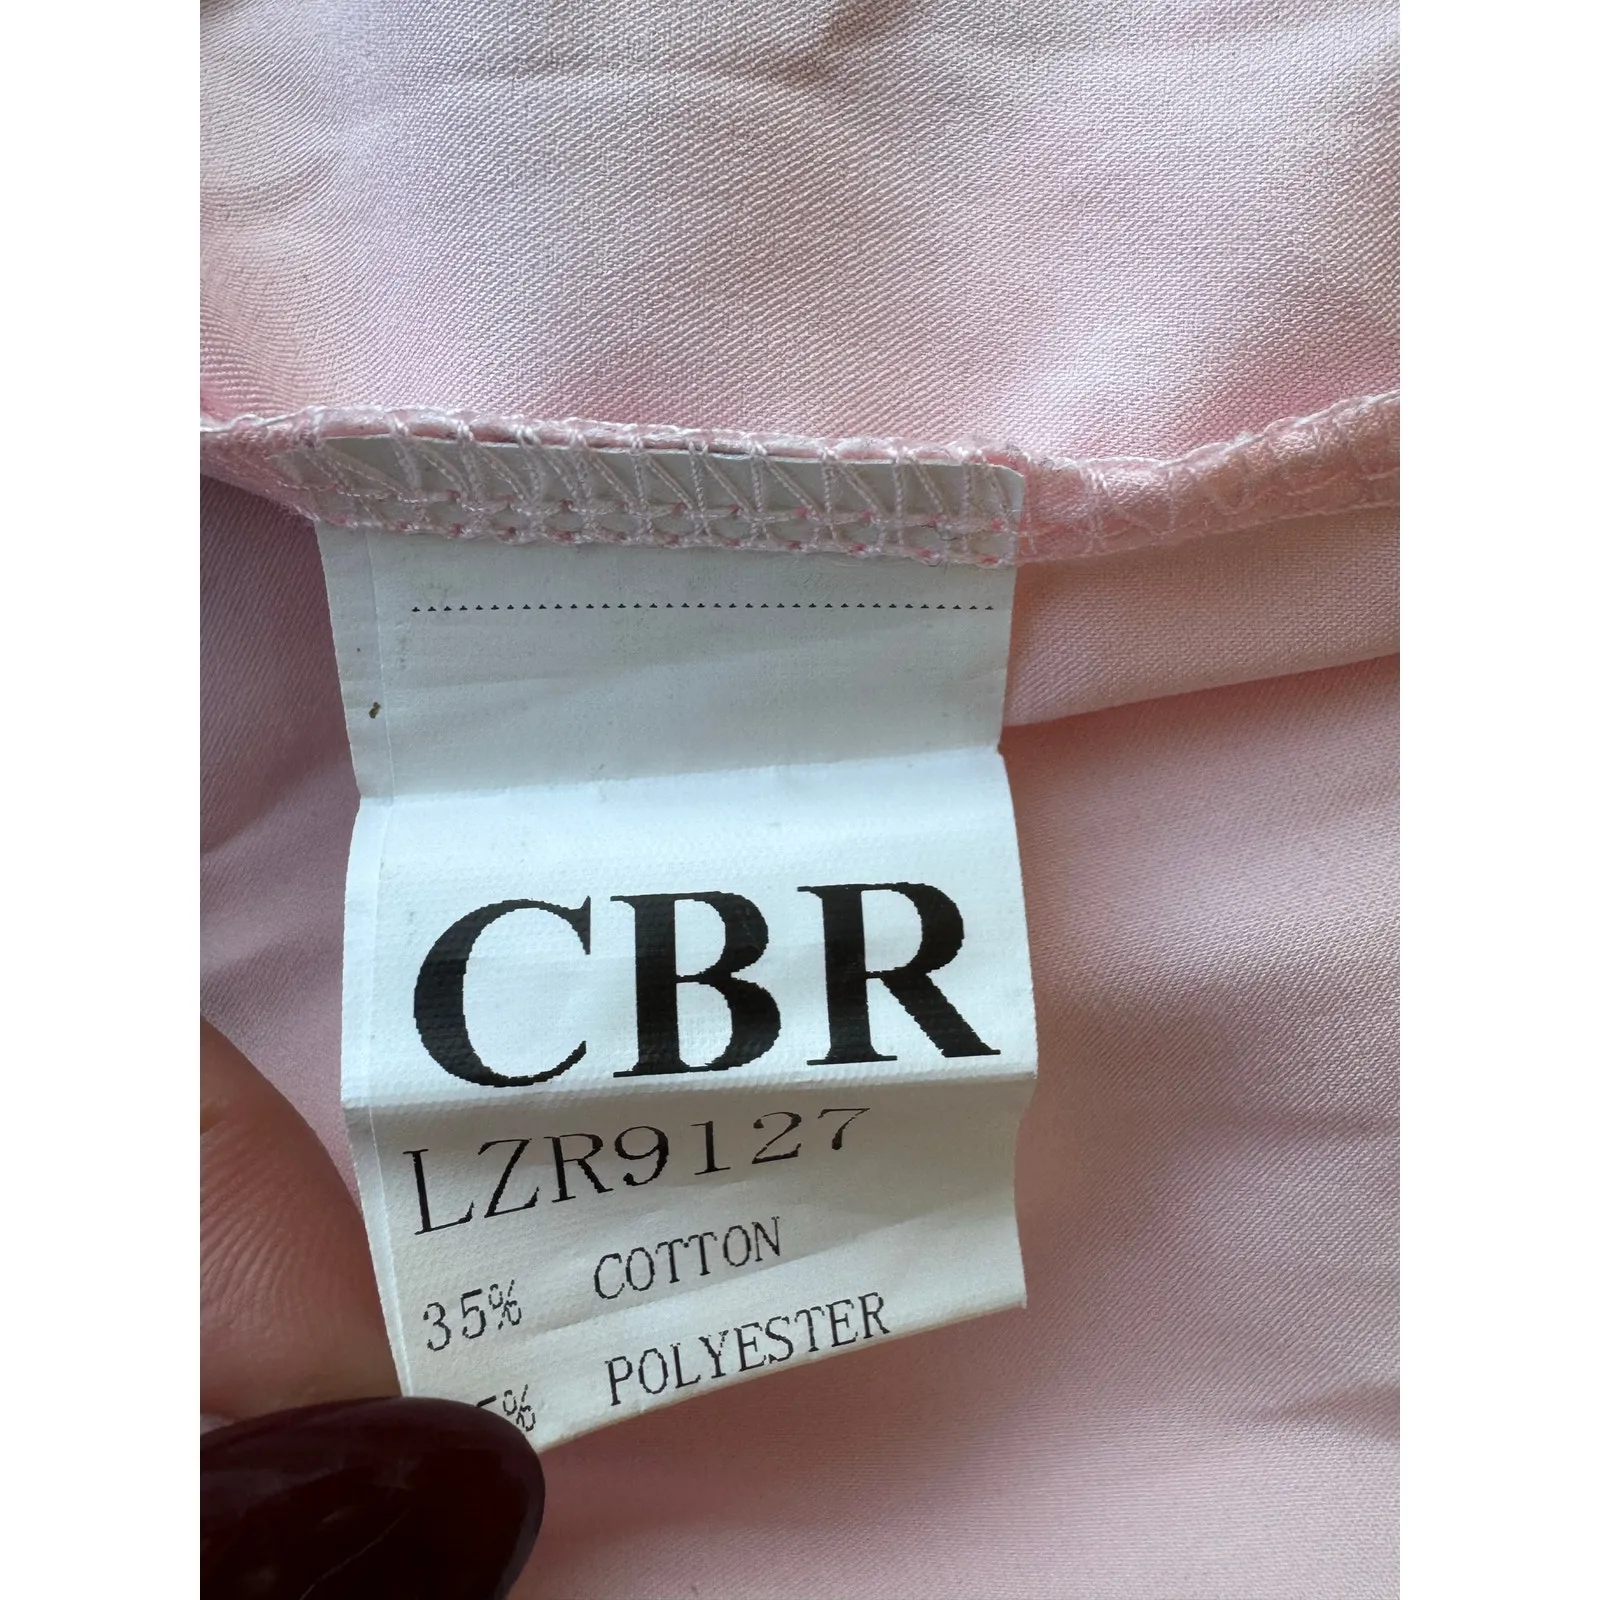 CBR
LZR9127
35% COTTON
POLYESTER